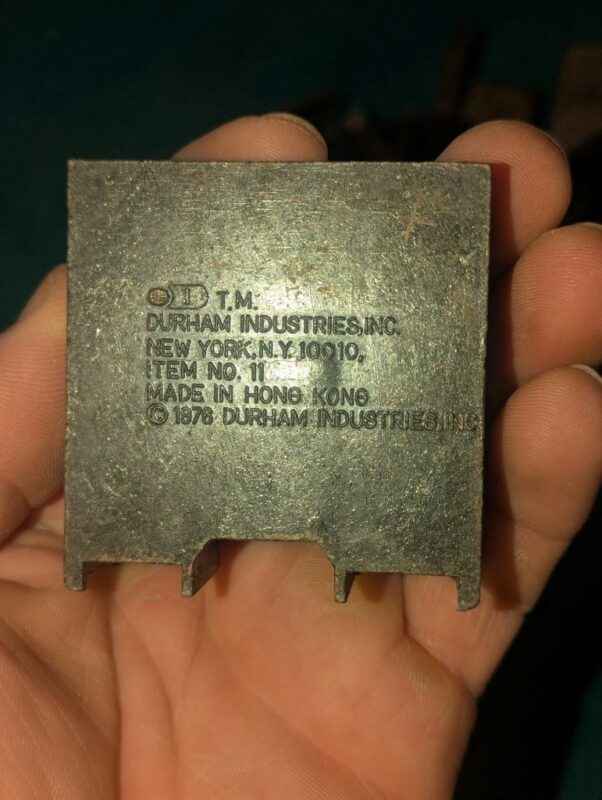 T.M.
DURHAM INDUSTRIES,INC.
NEW YORK,N.Y. 10010,
ITEM NO. 11
MADE IN HONG KONG
© 1976 DURHAM INDUSTRIES,INC.